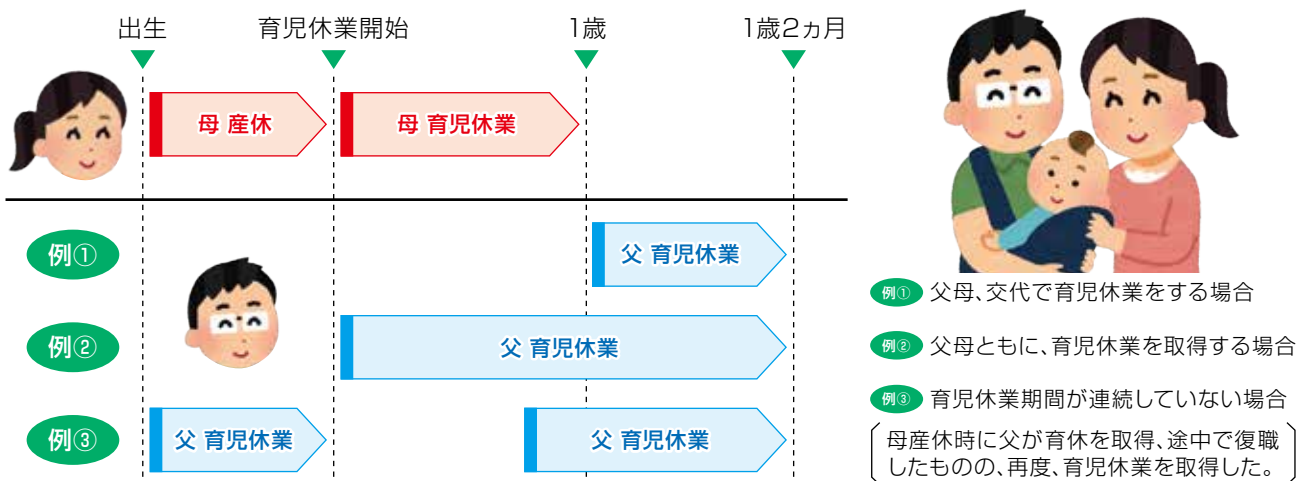 出生
育児休業開始
1歳
1歳2ヵ月
母 産休
母 育児休業
例①
父 育児休業
例②
父 育児休業
例③
父 育児休業
父 育児休業
例① 父母、交代で育児休業をする場合
例② 父母ともに、育児休業を取得する場合
例③ 育児休業期間が連続していない場合
母産休時に父が育休を取得、途中で復職
したものの、再度、育児休業を取得した。